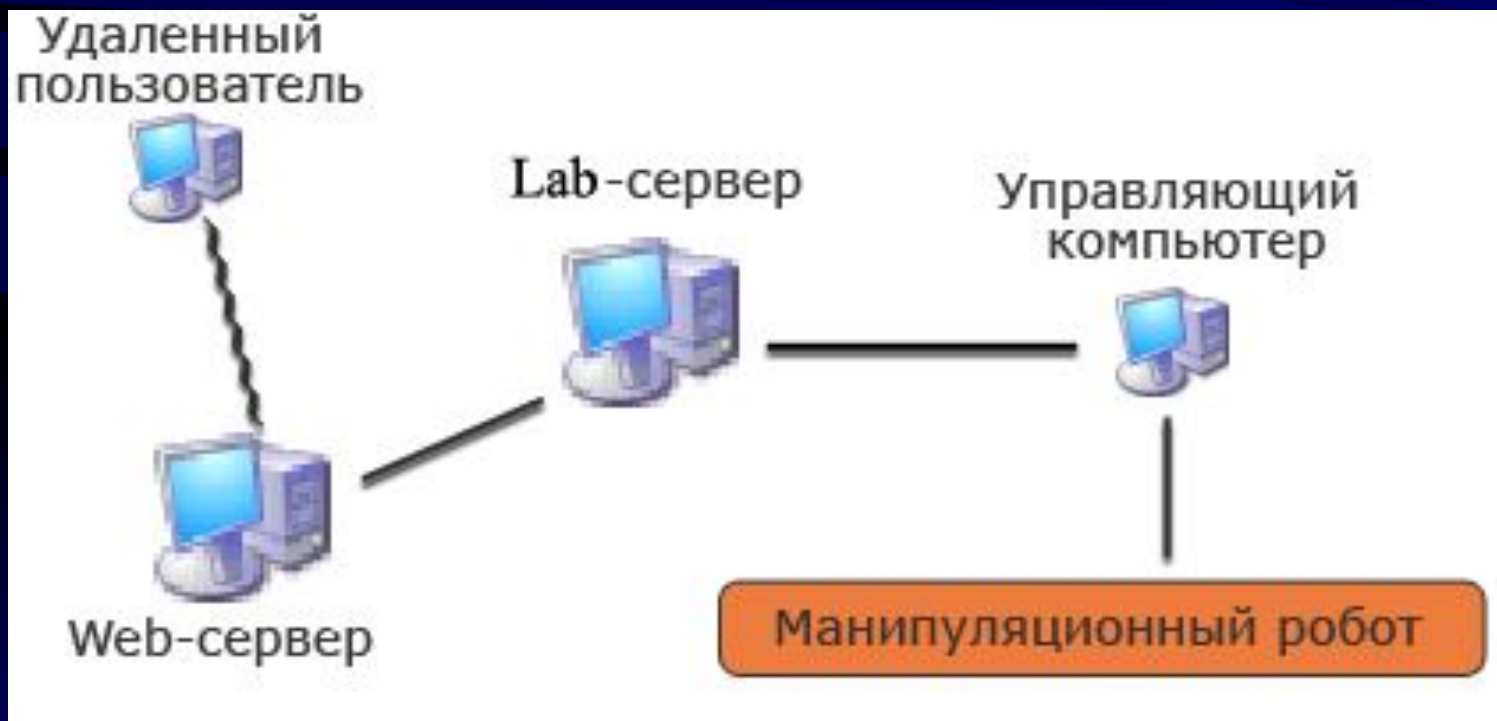 Удаленный
пользователь
Lab-сервер
Управляющий
компьютер
Web-сервер
Манипуляционный робот